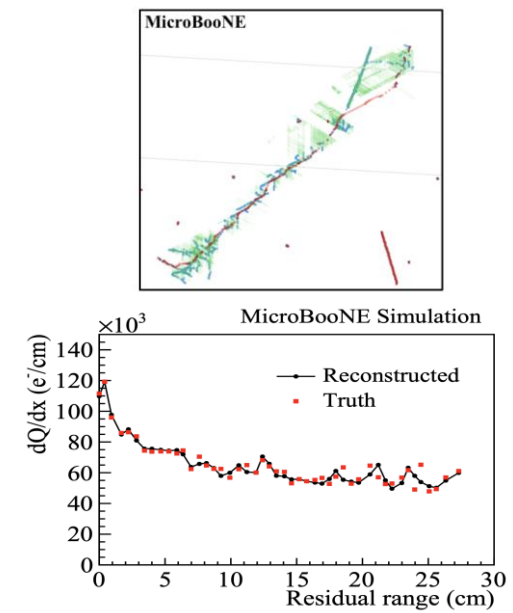 MicroBooNE
MicroBooNE Simulation
×10³
dQ/dx (e⁻/cm)
140
120
100
80
60
40
20
0
Reconstructed
Truth
0 5 10 15 20 25 30
Residual range (cm)